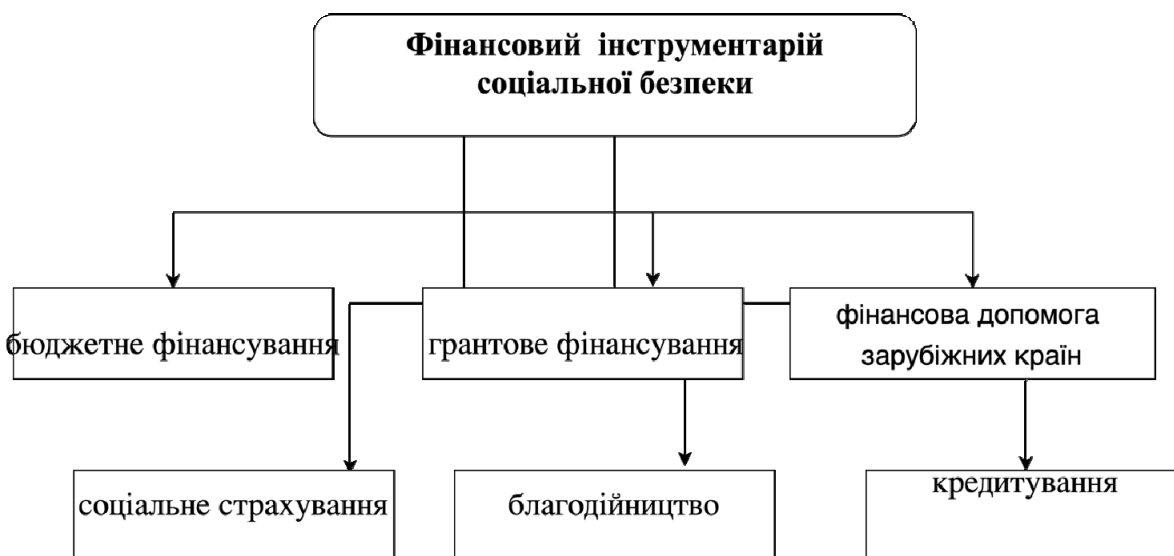 Фінансовий інструментарій
соціальної безпеки
бюджетне фінансування
грантове фінансування
фінансова допомога
зарубіжних країн
соціальне страхування
благодійництво
кредитування